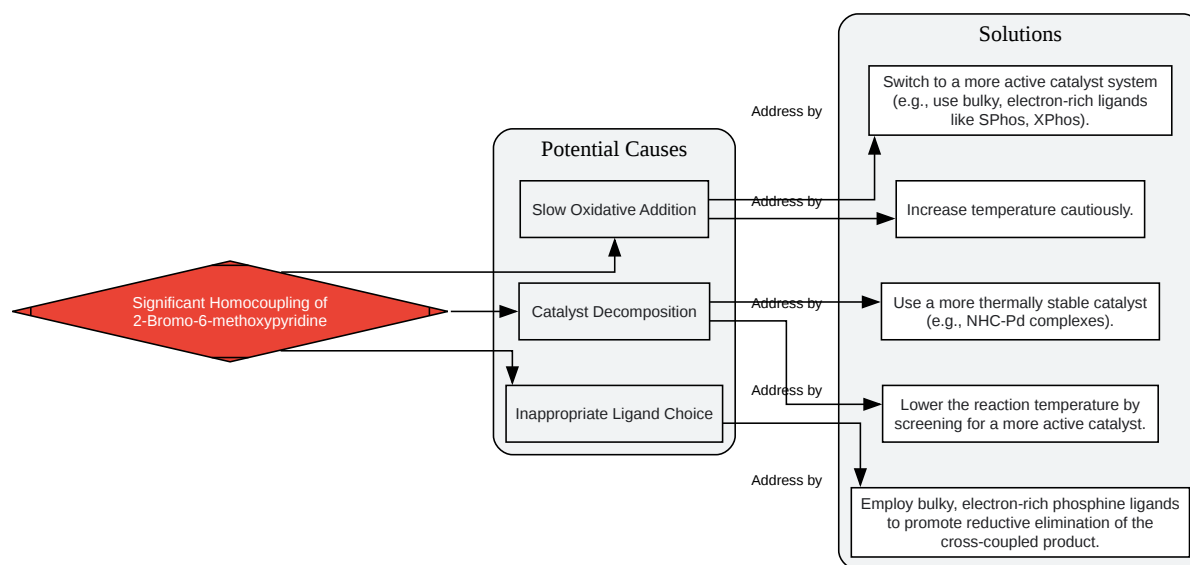 Significant Homocoupling of
2-Bromo-6-methoxypyridine
Potential Causes
Slow Oxidative Addition
Catalyst Decomposition
Inappropriate Ligand Choice
Address by
Address by
Address by
Address by
Address by
Solutions
Switch to a more active catalyst system
(e.g., use bulky, electron-rich ligands
like SPhos, XPhos).
Increase temperature cautiously.
Use a more thermally stable catalyst
(e.g., NHC-Pd complexes).
Lower the reaction temperature by
screening for a more active catalyst.
Employ bulky, electron-rich phosphine ligands
to promote reductive elimination of the
cross-coupled product.